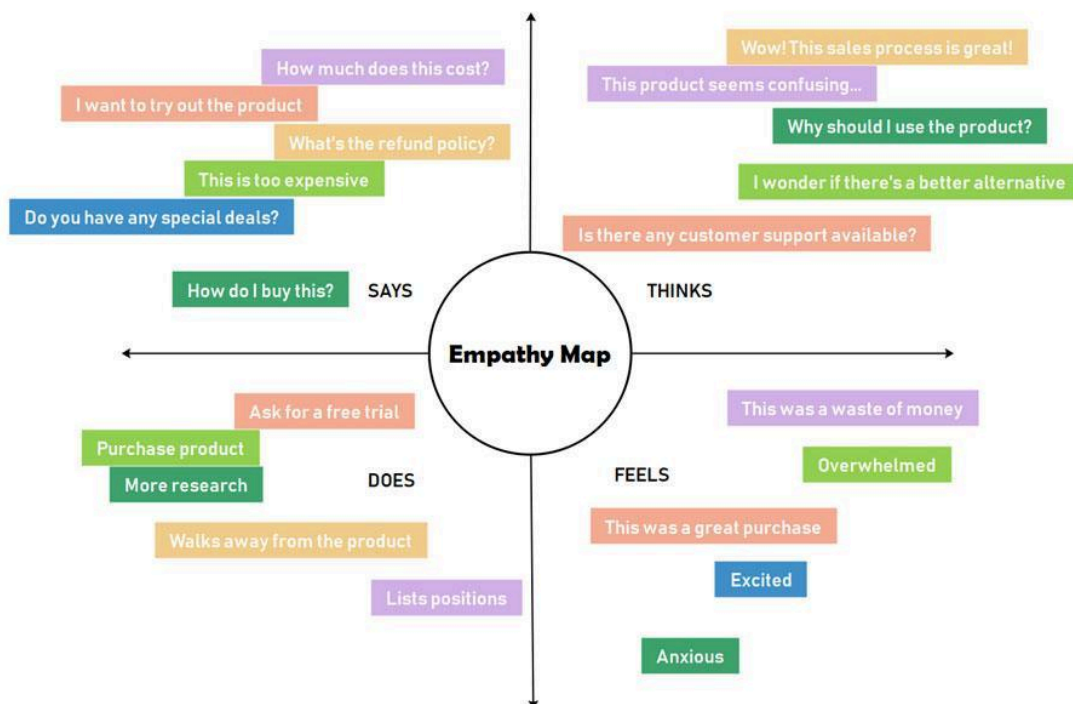 How much does this cost?
I want to try out the product
What's the refund policy?
This is too expensive
Do you have any special deals?
How do I buy this?
SAYS
Wow! This sales process is great!
This product seems confusing...
Why should I use the product?
I wonder if there's a better alternative
Is there any customer support available?
THINKS
Empathy Map
Ask for a free trial
Purchase product
More research
DOES
Walks away from the product
Lists positions
This was a waste of money
Overwhelmed
FEELS
This was a great purchase
Excited
Anxious